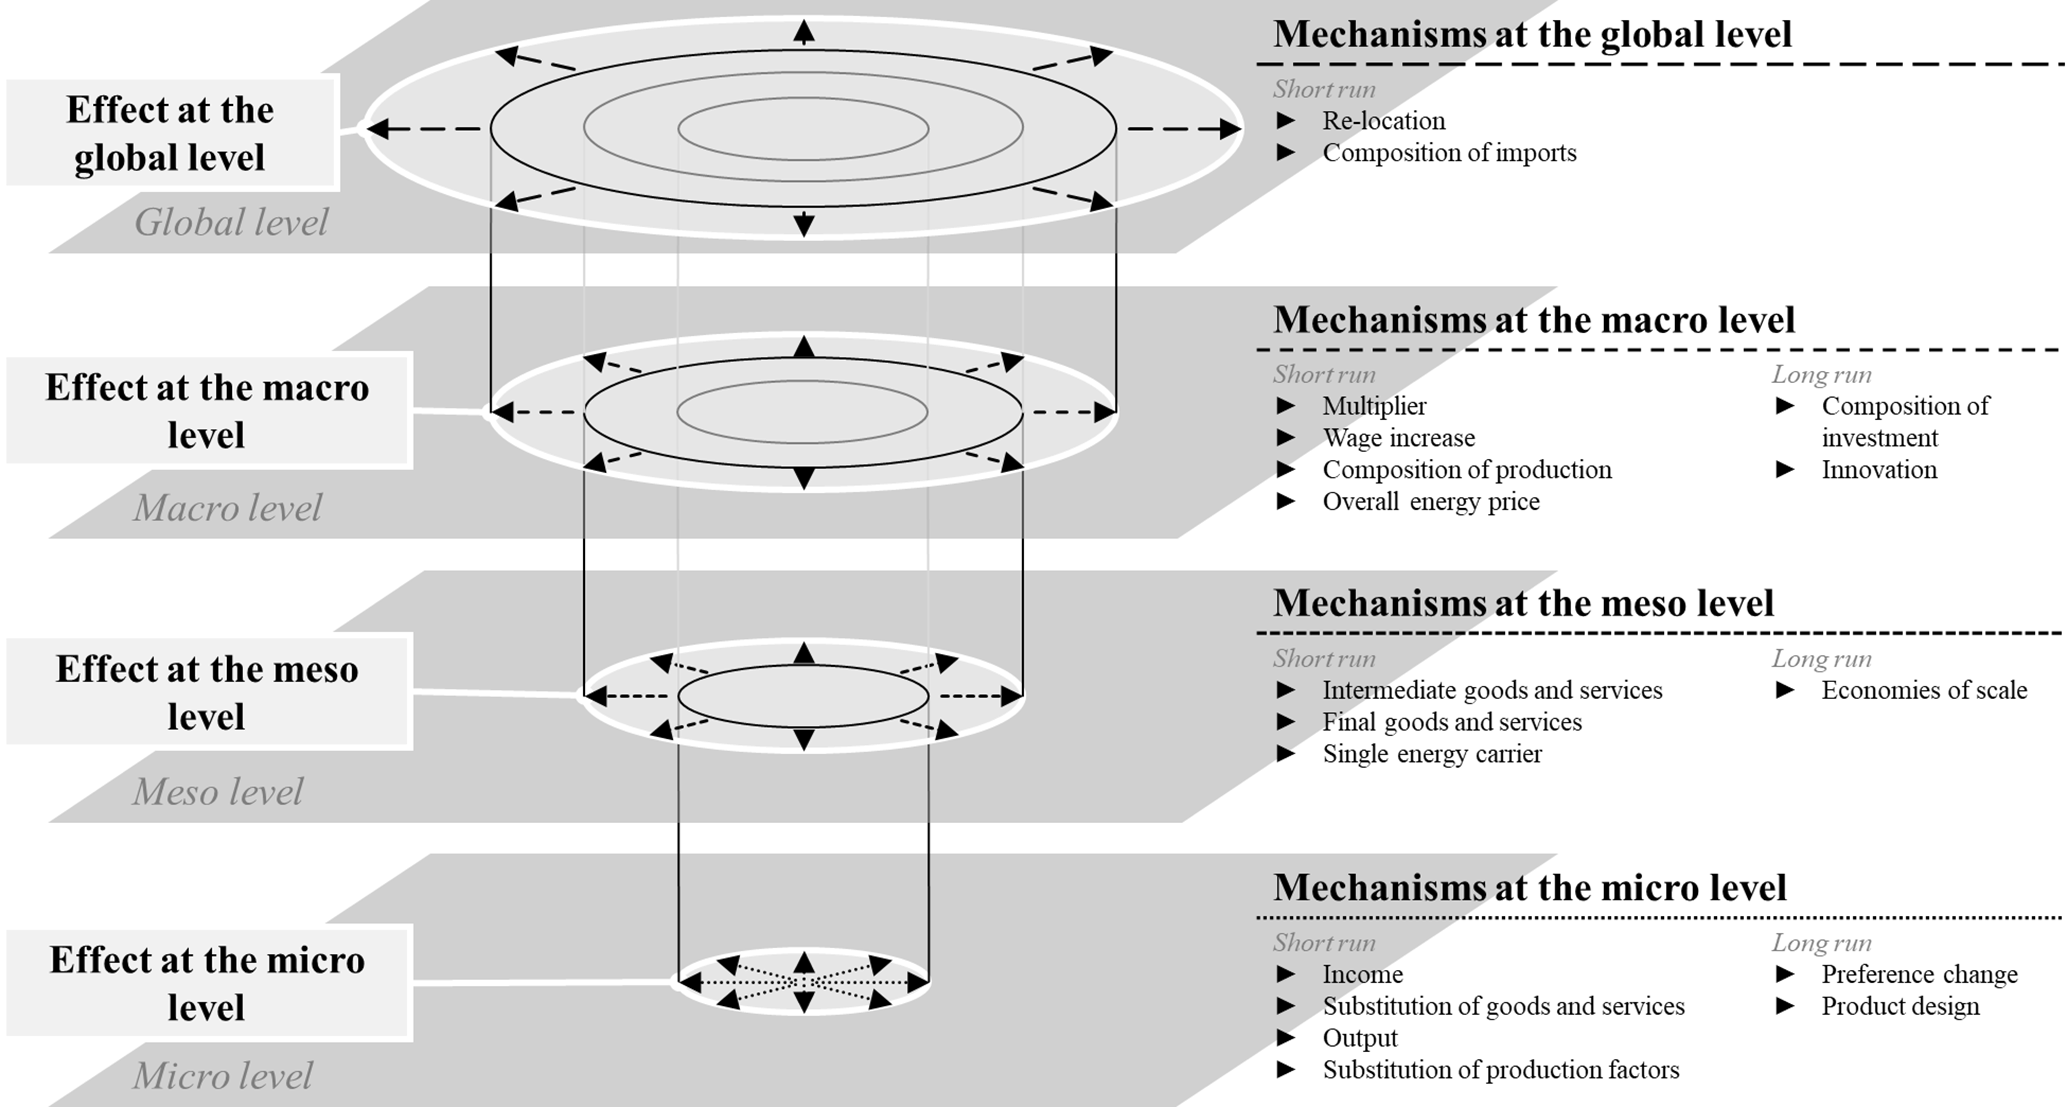 Effect at the
global level
Global level
Mechanisms at the global level
Short run
Re-location
Composition of imports
Effect at the macro
level
Macro level
Mechanisms at the macro level
Short run
Multiplier
Wage increase
Composition of production
Overall energy price
Long run
Composition of
investment
Innovation
Effect at the meso
level
Meso level
Mechanisms at the meso level
Short run
Intermediate goods and services
Final goods and services
Single energy carrier
Long run
Economies of scale
Effect at the micro
level
Micro level
Mechanisms at the micro level
Short run
Income
Substitution of goods and services
Output
Substitution of production factors
Long run
Preference change
Product design